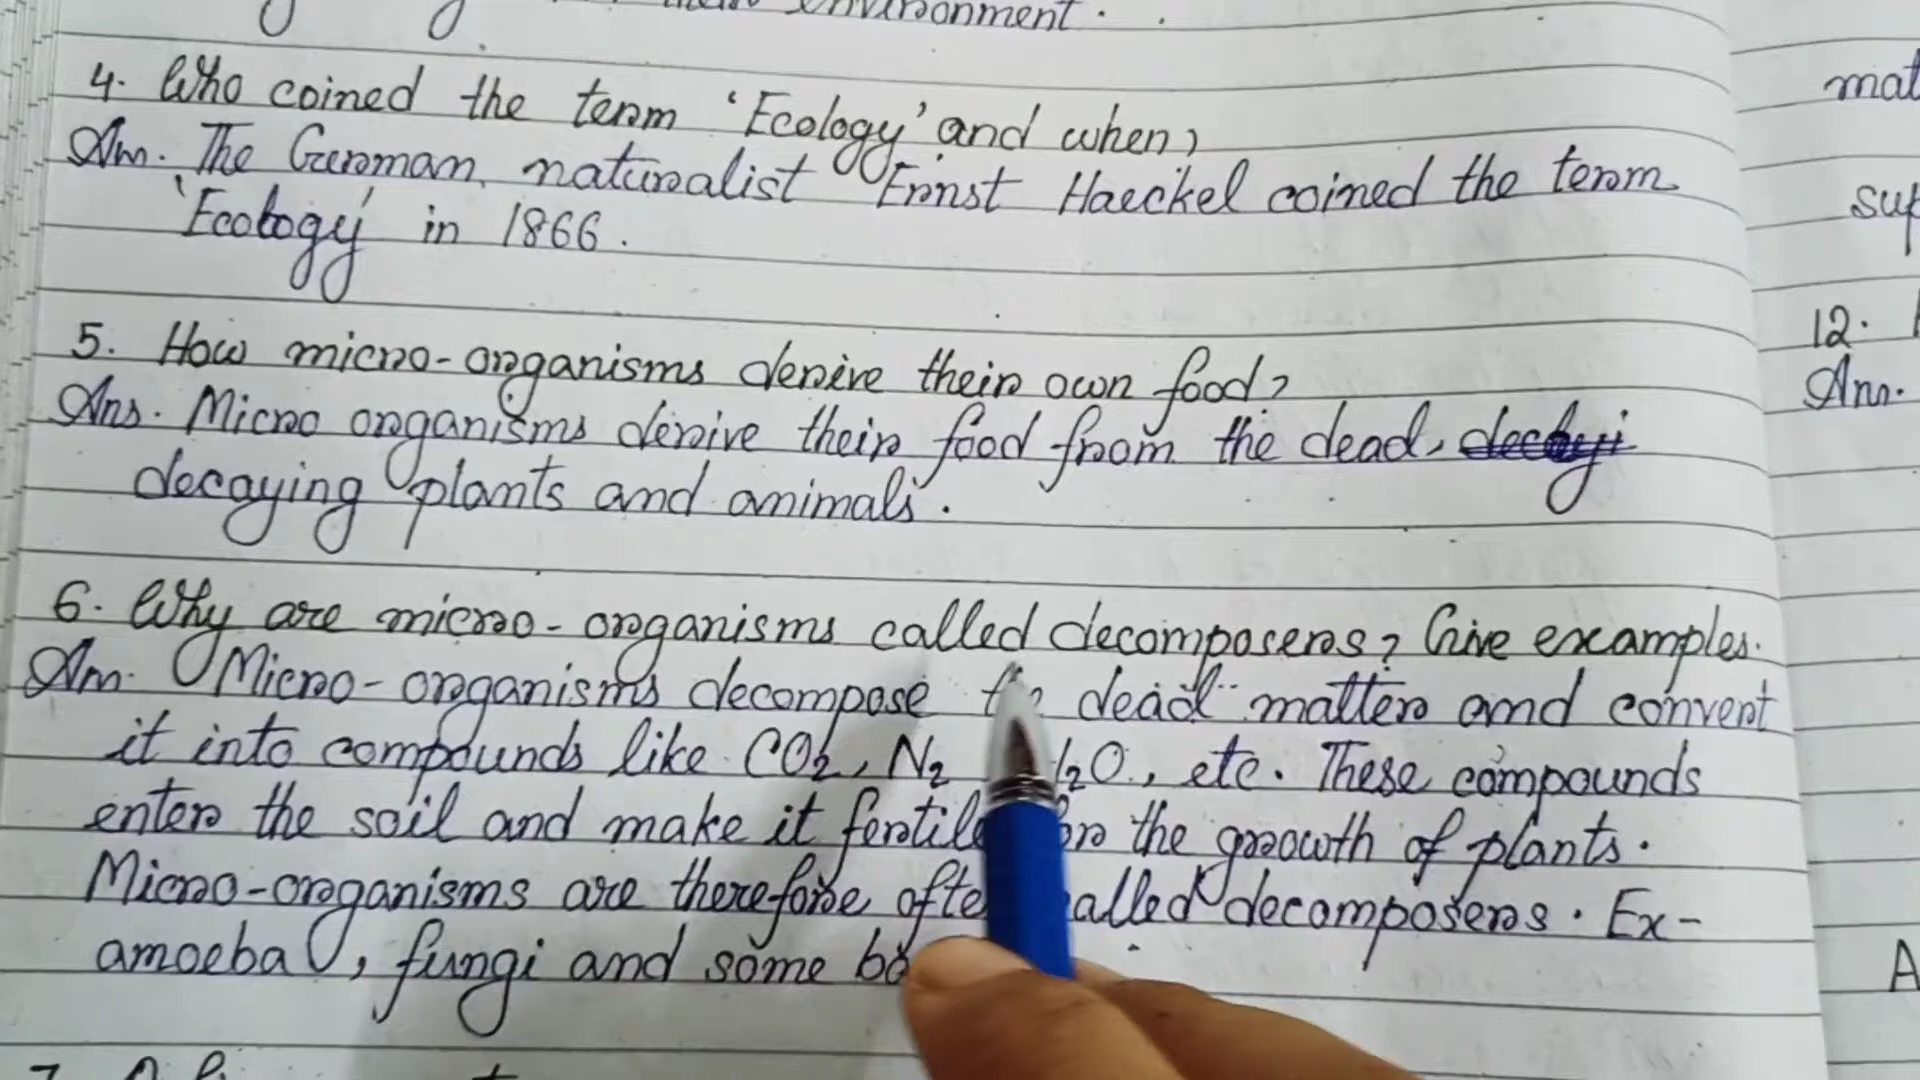 environment.
4. Who coined the term 'Ecology' and when?
Ans. The German naturalist Ernst Haeckel coined the term
'Ecology' in 1866.
5. How micro-organisms derive their own food?
Ans. Micro organisms derive their food from the dead,
decaying plants and animals.
6. Why are micro-organisms called decomposers? Give examples.
Ans. Micro-organisms decompose dead matter and convert
it into compounds like CO2, N2 H2O, etc. These compounds
enter the soil and make it fertile for the growth of plants.
Micro-organisms are therefore often called decomposers. Ex-
amoeba, fungi and some
7.
mat
sup
12.
Ans.
A